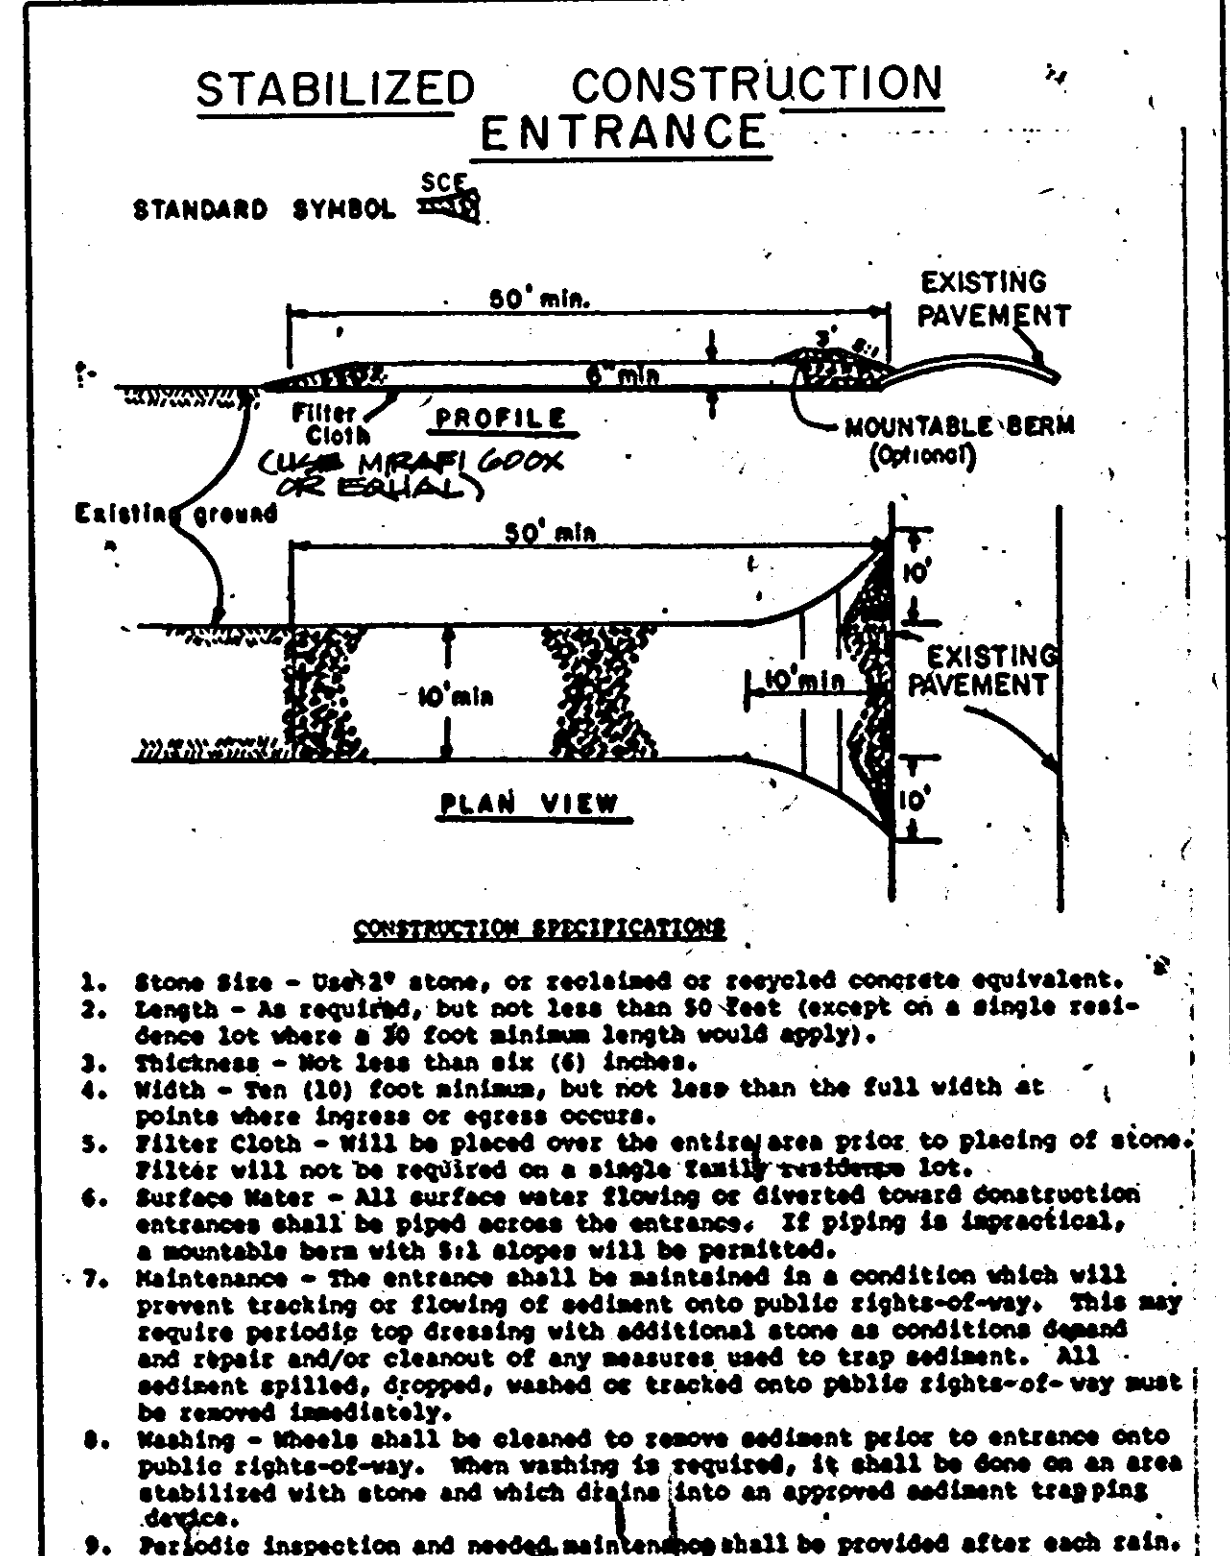 STABILIZED CONSTRUCTION
ENTRANCE
SCE
STANDARD SYMBOL
50' min.
EXISTING
PAVEMENT
3'
5:1
6" min
Filter
Cloth
PROFILE
MOUNTABLE BERM
(Optional)
(USE MIRAFI 600X
OR EQUAL)
Existing ground
50' min
10'
EXISTING
PAVEMENT
10' min
10' min
10'
PLAN VIEW
CONSTRUCTION SPECIFICATIONS
1. Stone Size - Use 2" stone, or reclaimed or recycled concrete equivalent.
2. Length - As required, but not less than 50 feet (except on a single resi-
dence lot where a 30 foot minimum length would apply).
3. Thickness - Not less than six (6) inches.
4. Width - Ten (10) foot minimum, but not less than the full width at
points where ingress or egress occurs.
5. Filter Cloth - Will be placed over the entire area prior to placing of stone.
Filter will not be required on a single family residence lot.
6. Surface Water - All surface water flowing or diverted toward construction
entrances shall be piped across the entrance. If piping is impractical,
a mountable berm with 5:1 slopes will be permitted.
7. Maintenance - The entrance shall be maintained in a condition which will
prevent tracking or flowing of sediment onto public rights-of-way. This may
require periodic top dressing with additional stone as conditions demand
and repair and/or cleanout of any measures used to trap sediment. All
sediment spilled, dropped, washed or tracked onto public rights-of-way must
be removed immediately.
8. Washing - Wheels shall be cleaned to remove sediment prior to entrance onto
public rights-of-way. When washing is required, it shall be done on an area
stabilized with stone and which drains into an approved sediment trapping
device.
9. Periodic inspection and needed maintenance shall be provided after each rain.